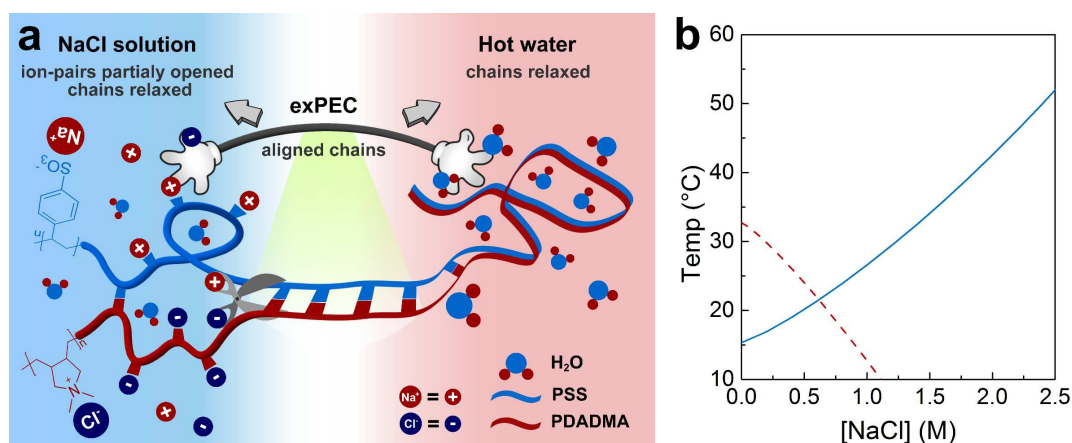 a
NaCl solution
ion-pairs partialy opened
chains relaxed
Hot water
chains relaxed
exPEC
aligned chains
Na⁺
SO₃⁻
n
n
N⁺
Cl⁻
Na⁺ = +
Cl⁻ = -
H₂O
PSS
PDADMA
b
Temp (°C)
60
50
40
30
20
10
0.0 0.5 1.0 1.5 2.0 2.5
[NaCl] (M)